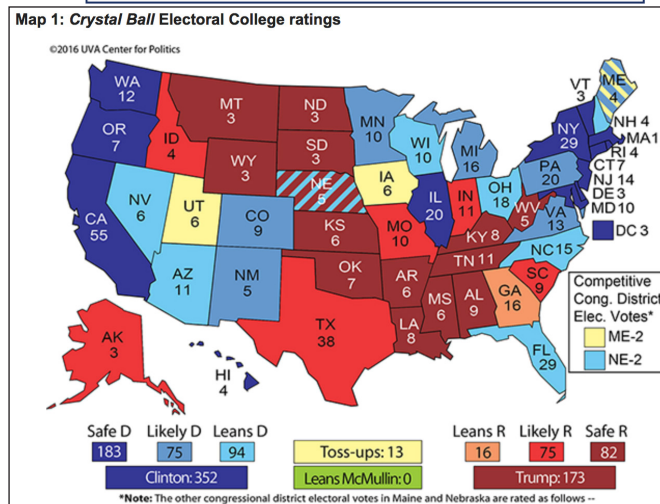 Map 1: Crystal Ball Electoral College ratings
©2016 UVA Center for Politics
WA
12
OR
7
CA
55
NV
6
ID
4
MT
3
WY
3
UT
6
AZ
11
CO
9
NM
5
ND
3
SD
3
NE
5
KS
6
OK
7
TX
38
MN
10
IA
6
MO
10
AR
6
LA
8
WI
10
IL
20
MI
16
IN
11
OH
18
KY 8
TN 11
MS
6
AL
9
GA
16
FL
29
SC
9
NC 15
VA
13
WV
5
PA
20
NY
29
VT
3
ME
4
NH 4
MA1
RI 4
CT7
NJ 14
DE 3
MD10
DC 3
AK
3
HI
4
Competitive
Cong. District
Elec. Votes*
ME-2
NE-2
Safe D Likely D Leans D
183 75 94
Clinton: 352
Toss-ups: 13
Leans McMullin: 0
Leans R Likely R Safe R
16 75 82
Trump: 173
*Note: The other congressional district electoral votes in Maine and Nebraska are rated as follows --